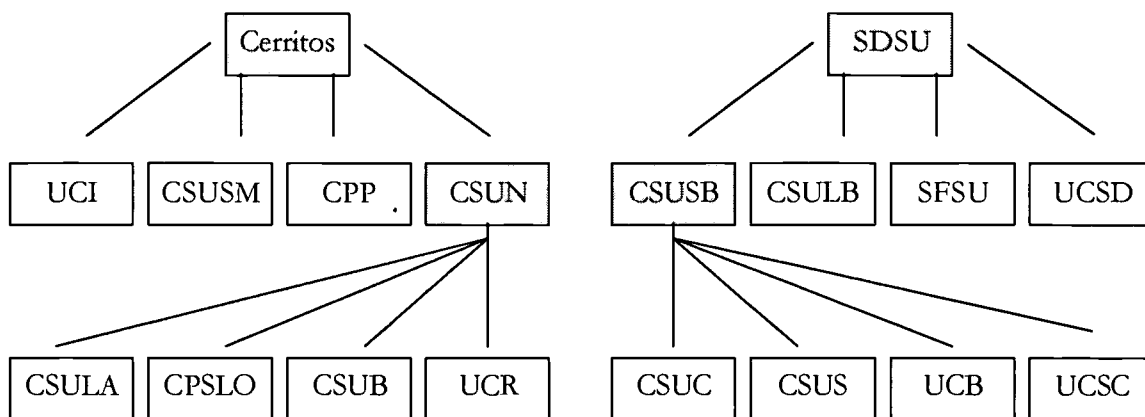 Cerritos SDSU
UCI CSUSM CPP CSUN CSUSB CSULB SFSU UCSD
CSULA CPSLO CSUB UCR CSUC CSUS UCB UCSC